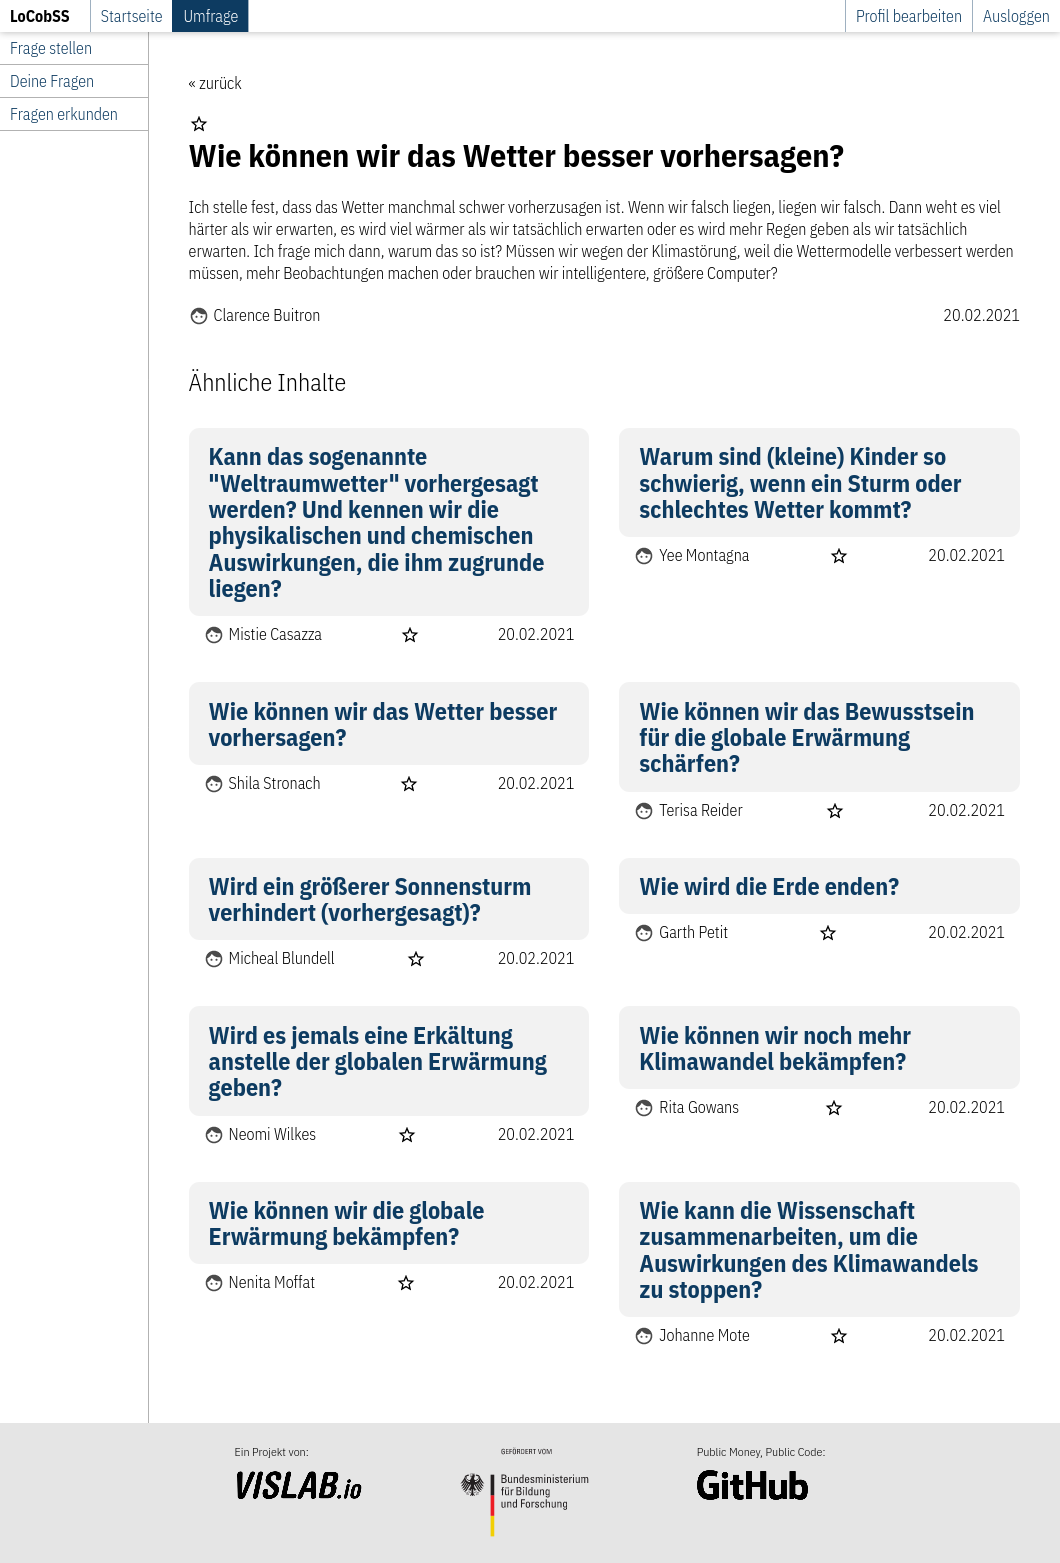 LoCobSS
Startseite
Umfrage
Profil bearbeiten
Ausloggen
Frage stellen
Deine Fragen
Fragen erkunden
« zurück
Wie können wir das Wetter besser vorhersagen?
Ich stelle fest, dass das Wetter manchmal schwer vorherzusagen ist. Wenn wir falsch liegen, liegen wir falsch. Dann weht es viel
härter als wir erwarten, es wird viel wärmer als wir tatsächlich erwarten oder es wird mehr Regen geben als wir tatsächlich
erwarten. Ich frage mich dann, warum das so ist? Müssen wir wegen der Klimastörung, weil die Wettermodelle verbessert werden
müssen, mehr Beobachtungen machen oder brauchen wir intelligentere, größere Computer?
Clarence Buitron
20.02.2021
Ähnliche Inhalte
Kann das sogenannte
"Weltraumwetter" vorhergesagt
werden? Und kennen wir die
physikalischen und chemischen
Auswirkungen, die ihm zugrunde
liegen?
Mistie Casazza
20.02.2021
Warum sind (kleine) Kinder so
schwierig, wenn ein Sturm oder
schlechtes Wetter kommt?
Yee Montagna
20.02.2021
Wie können wir das Wetter besser
vorhersagen?
Shila Stronach
20.02.2021
Wie können wir das Bewusstsein
für die globale Erwärmung
schärfen?
Terisa Reider
20.02.2021
Wird ein größerer Sonnensturm
verhindert (vorhergesagt)?
Micheal Blundell
20.02.2021
Wie wird die Erde enden?
Garth Petit
20.02.2021
Wird es jemals eine Erkältung
anstelle der globalen Erwärmung
geben?
Neomi Wilkes
20.02.2021
Wie können wir noch mehr
Klimawandel bekämpfen?
Rita Gowans
20.02.2021
Wie können wir die globale
Erwärmung bekämpfen?
Nenita Moffat
20.02.2021
Wie kann die Wissenschaft
zusammenarbeiten, um die
Auswirkungen des Klimawandels
zu stoppen?
Johanne Mote
20.02.2021
Ein Projekt von:
VISLAB.io
GEFÖRDERT VOM
Bundesministerium
für Bildung
und Forschung
Public Money, Public Code:
GitHub